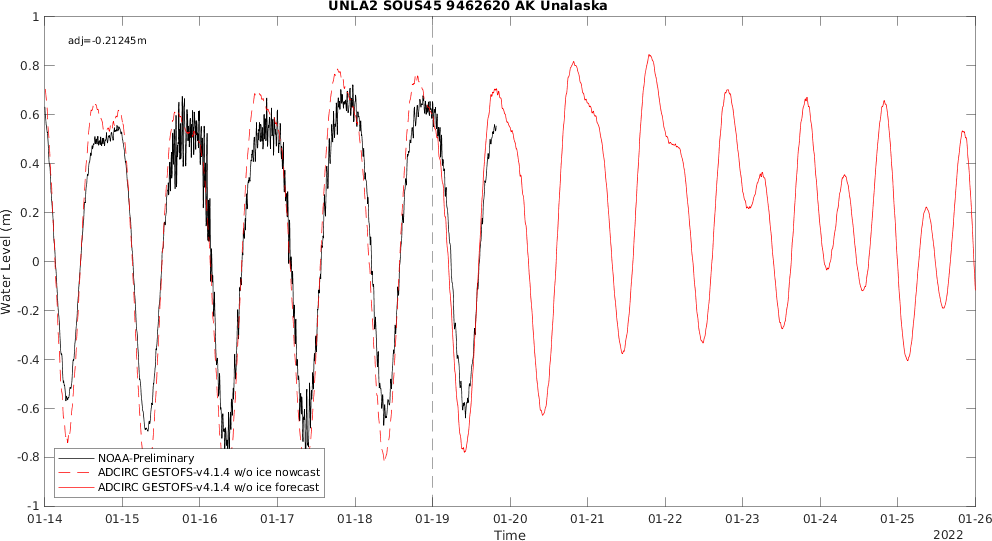 UNLA2 SOUS45 9462620 AK Unalaska
adj=-0.21245m
1
0.8
0.6
0.4
0.2
0
-0.2
-0.4
-0.6
-0.8
-1
Water Level (m)
NOAA-Preliminary
ADCIRC GESTOFS-v4.1.4 w/o ice nowcast
ADCIRC GESTOFS-v4.1.4 w/o ice forecast
01-14 01-15 01-16 01-17 01-18 01-19 01-20 01-21 01-22 01-23 01-24 01-25 01-26
Time
2022